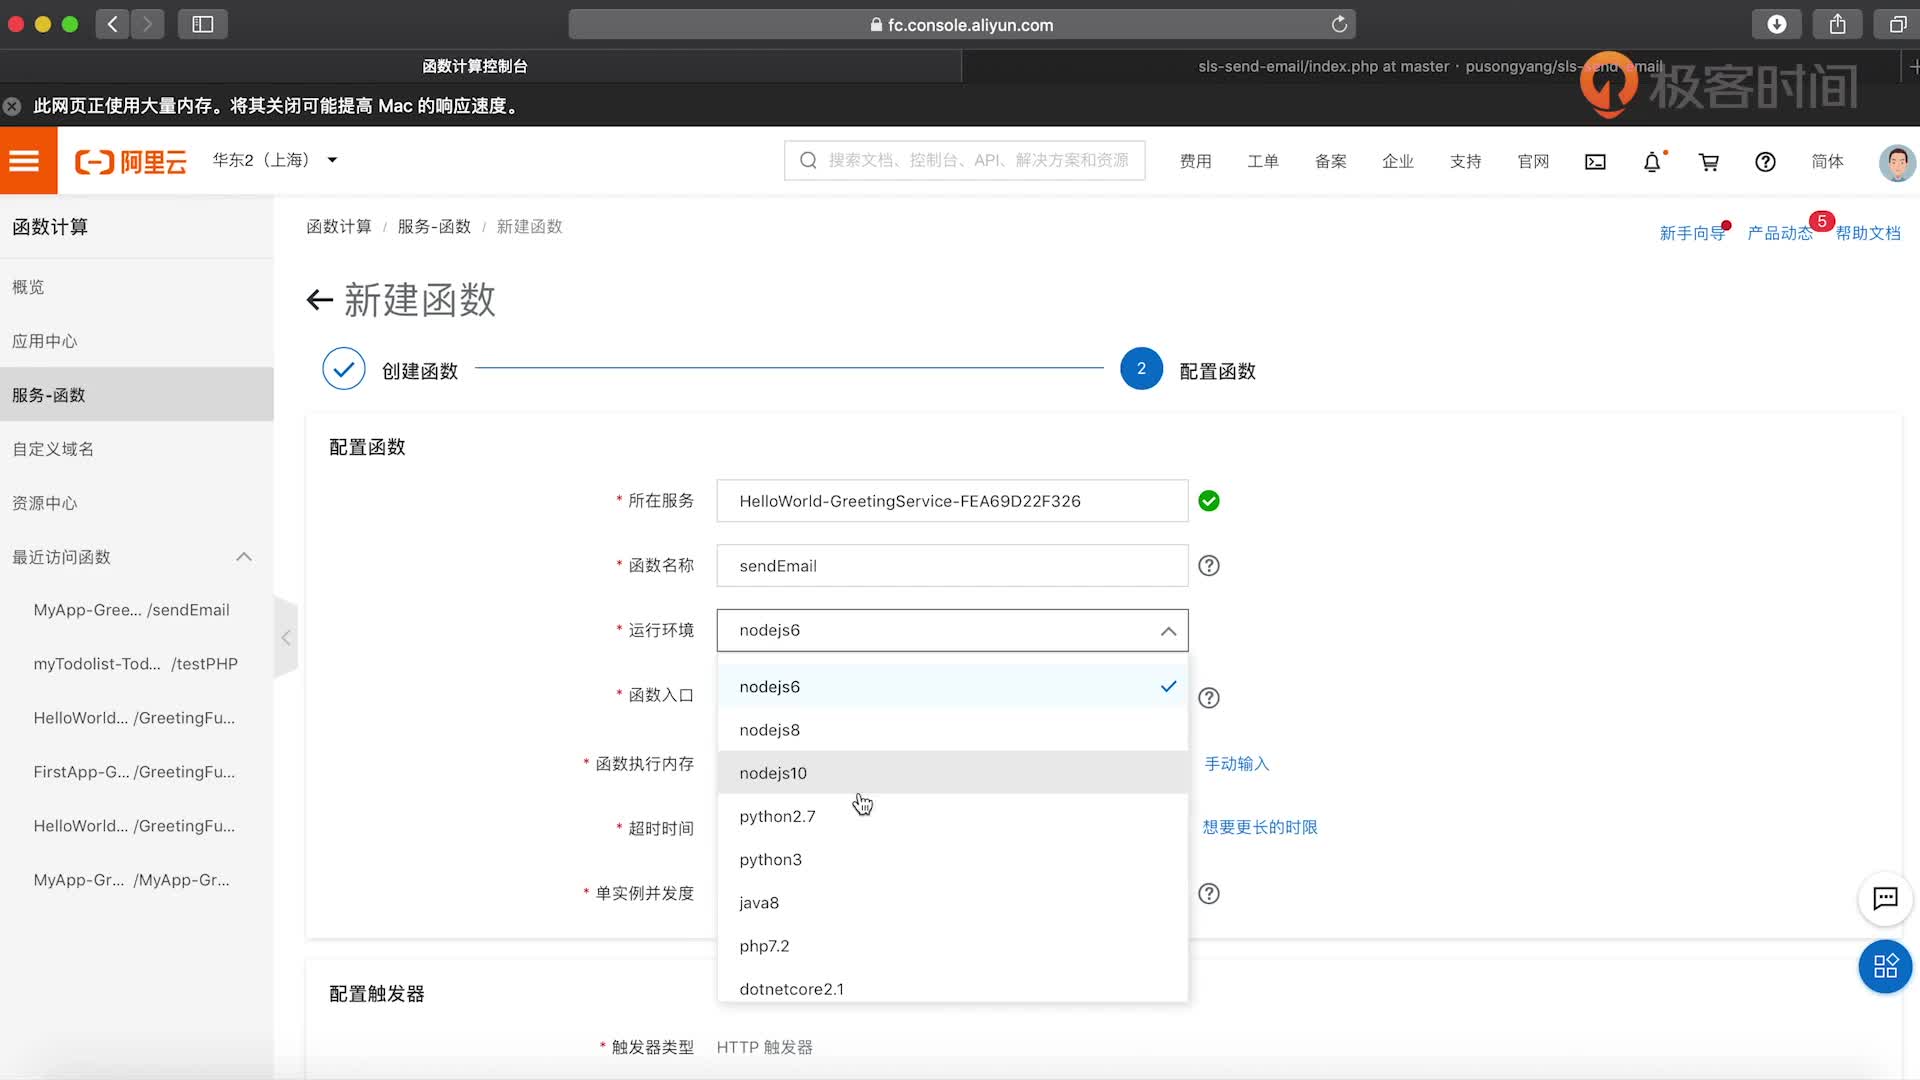 fc.console.aliyun.com
函数计算控制台
sls-send-email/index.php at master · pusongyang/sls-send-email
极客时间
此网页正使用大量内存。将其关闭可能提高 Mac 的响应速度。
阿里云
华东2（上海）
搜索文档、控制台、API、解决方案和资源
费用
工单
备案
企业
支持
官网
简体
函数计算
函数计算 / 服务-函数 / 新建函数
新手向导
产品动态
5
帮助文档
概览
应用中心
服务-函数
自定义域名
资源中心
最近访问函数
MyApp-Gree... /sendEmail
myTodolist-Tod... /testPHP
HelloWorld... /GreetingFu...
FirstApp-G... /GreetingFu...
HelloWorld... /GreetingFu...
MyApp-Gr... /MyApp-Gr...
新建函数
创建函数
2
配置函数
配置函数
* 所在服务
HelloWorld-GreetingService-FEA69D22F326
* 函数名称
sendEmail
* 运行环境
nodejs6
nodejs6
* 函数入口
nodejs8
* 函数执行内存
nodejs10
手动输入
python2.7
* 超时时间
想要更长的时限
python3
* 单实例并发度
java8
php7.2
dotnetcore2.1
配置触发器
* 触发器类型
HTTP 触发器